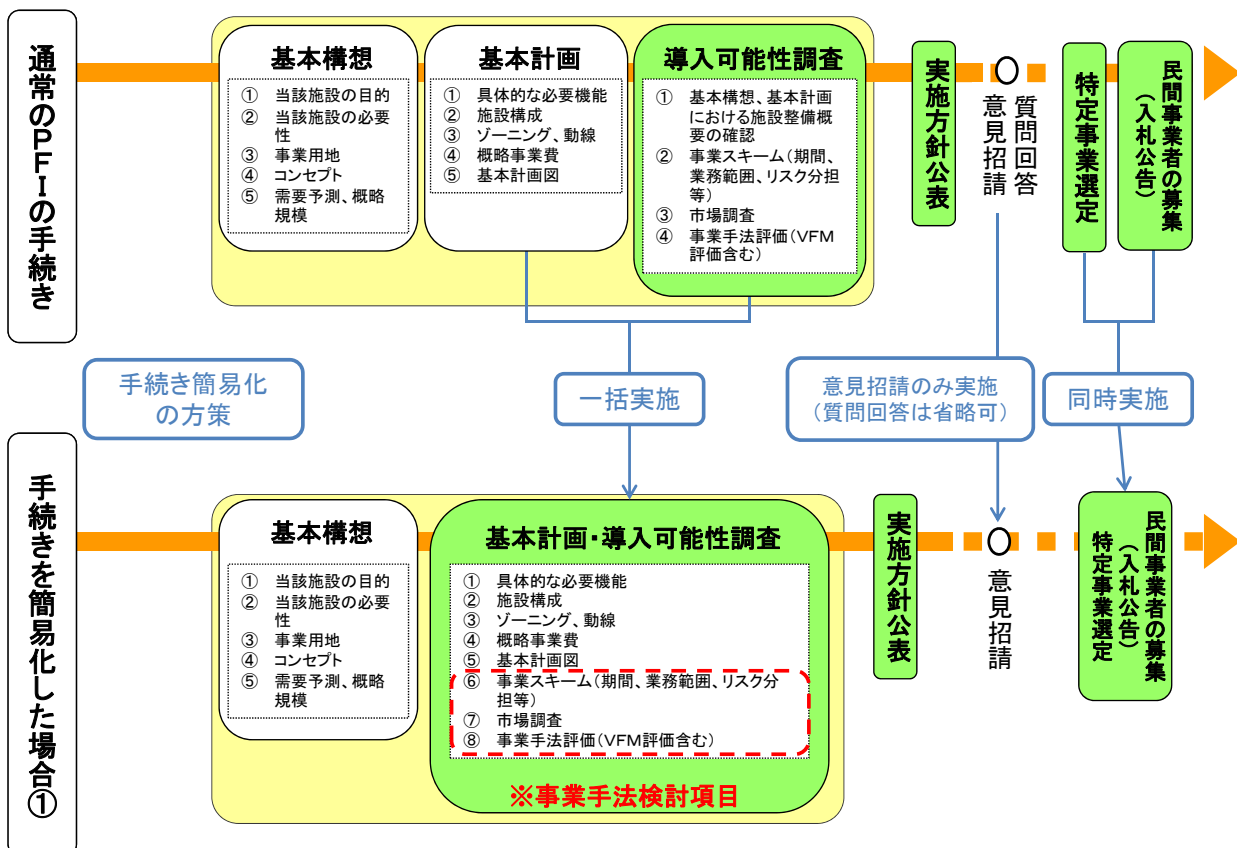 通常のPFIの手続き
基本構想
① 当該施設の目的
② 当該施設の必要
性
③ 事業用地
④ コンセプト
⑤ 需要予測、概略
規模
基本計画
① 具体的な必要機能
② 施設構成
③ ゾーニング、動線
④ 概略事業費
⑤ 基本計画図
導入可能性調査
① 基本構想、基本計画
における施設整備概
要の確認
② 事業スキーム(期間、
業務範囲、リスク分担
等)
③ 市場調査
④ 事業手法評価(VFM
評価含む)
実施方針公表
質問回答
意見招請
特定事業選定
民間事業者の募集
(入札公告)
手続き簡易化
の方策
一括実施
意見招請のみ実施
(質問回答は省略可)
同時実施
手続きを簡易化した場合①
基本構想
① 当該施設の目的
② 当該施設の必要
性
③ 事業用地
④ コンセプト
⑤ 需要予測、概略
規模
基本計画・導入可能性調査
① 具体的な必要機能
② 施設構成
③ ゾーニング、動線
④ 概略事業費
⑤ 基本計画図
⑥ 事業スキーム(期間、業務範囲、リスク分
担等)
⑦ 市場調査
⑧ 事業手法評価(VFM評価含む)
※事業手法検討項目
実施方針公表
意見招請
民間事業者の募集
(入札公告)
特定事業選定